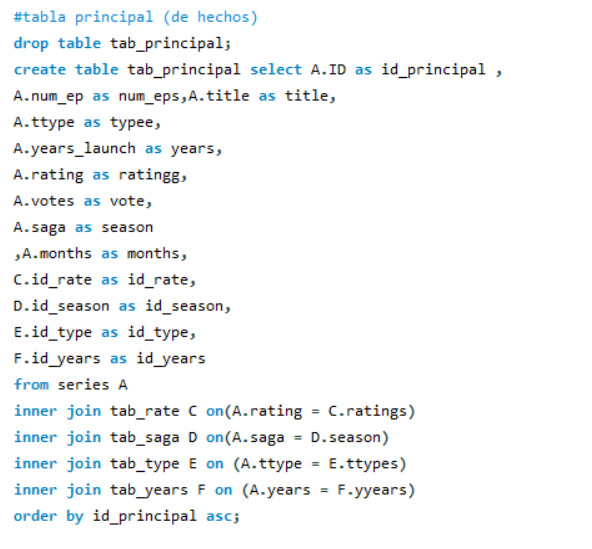 #tabla principal (de hechos)
drop table tab_principal;
create table tab_principal select A.ID as id_principal ,
A.num_ep as num_eps,A.title as title,
A.ttype as typee,
A.years_launch as years,
A.rating as ratingg,
A.votes as vote,
A.saga as season
,A.months as months,
C.id_rate as id_rate,
D.id_season as id_season,
E.id_type as id_type,
F.id_years as id_years
from series A
inner join tab_rate C on(A.rating = C.ratings)
inner join tab_saga D on(A.saga = D.season)
inner join tab_type E on (A.ttype = E.ttypes)
inner join tab_years F on (A.years = F.yyears)
order by id_principal asc;